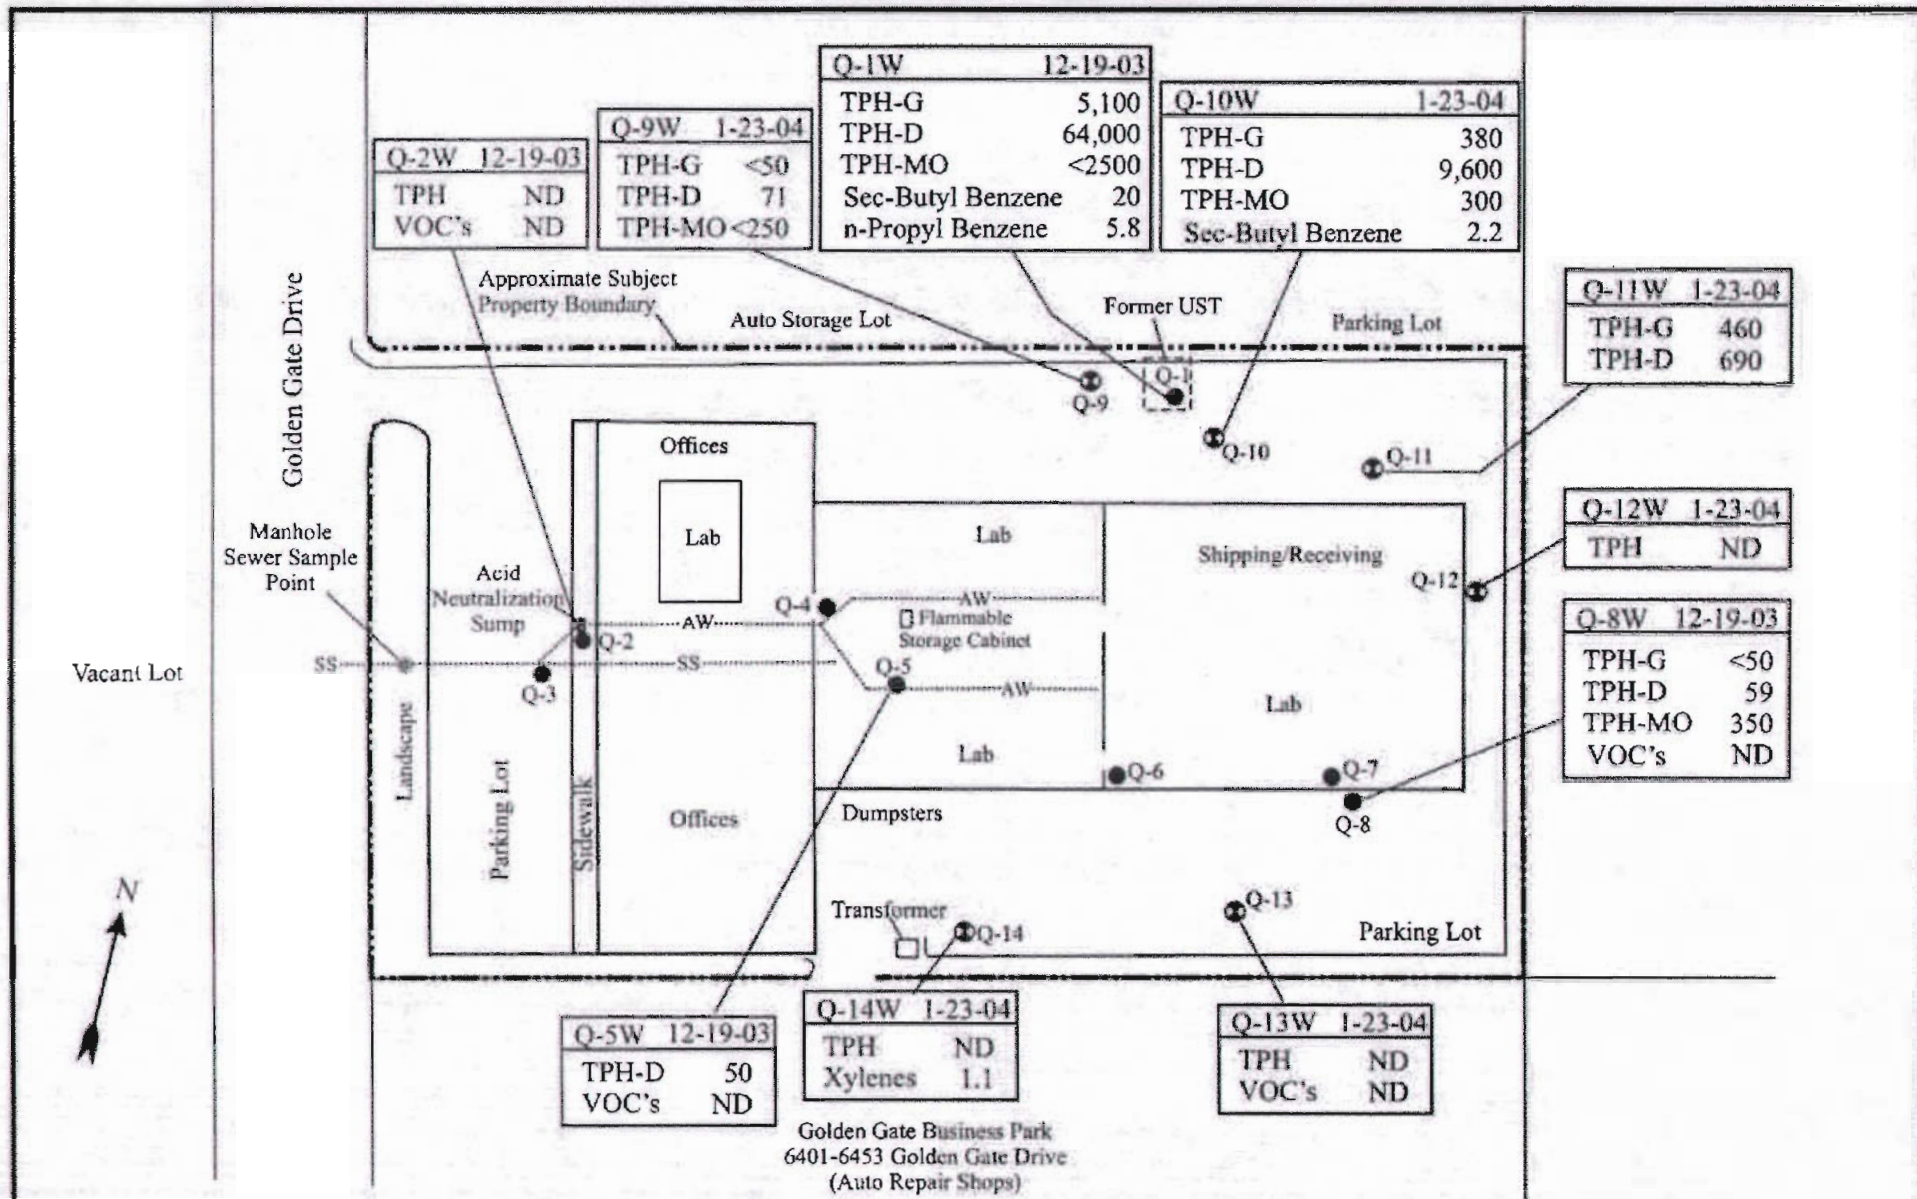 Q-1W 12-19-03
TPH-G 5,100
TPH-D 64,000
TPH-MO <2500
Sec-Butyl Benzene 20
n-Propyl Benzene 5.8
Q-10W 1-23-04
TPH-G 380
TPH-D 9,600
TPH-MO 300
Sec-Butyl Benzene 2.2
Q-9W 1-23-04
TPH-G <50
TPH-D 71
TPH-MO <250
Q-2W 12-19-03
TPH ND
VOC's ND
Q-11W 1-23-04
TPH-G 460
TPH-D 690
Approximate Subject
Property Boundary
Auto Storage Lot
Former UST
Parking Lot
Golden Gate Drive
Q-1
Q-9
Q-10
Q-11
Offices
Lab
Lab
Shipping/Receiving
Q-12W 1-23-04
TPH ND
Q-12
Manhole
Sewer Sample
Point
Acid
Neutralization
Sump
Q-4
AW
AW
Flammable
Storage Cabinet
Q-2
Q-8W 12-19-03
TPH-G <50
TPH-D 59
TPH-MO 350
VOC's ND
Vacant Lot
SS
SS
Q-3
Q-5
AW
Lab
Lab
Landscape
Parking Lot
Sidewalk
Offices
Q-6
Q-7
Q-8
Dumpsters
N
Transformer
Q-14
Q-13
Parking Lot
Q-5W 12-19-03
TPH-D 50
VOC's ND
Q-14W 1-23-04
TPH ND
Xylenes 1.1
Q-13W 1-23-04
TPH ND
VOC's ND
Golden Gate Business Park
6401-6453 Golden Gate Drive
(Auto Repair Shops)